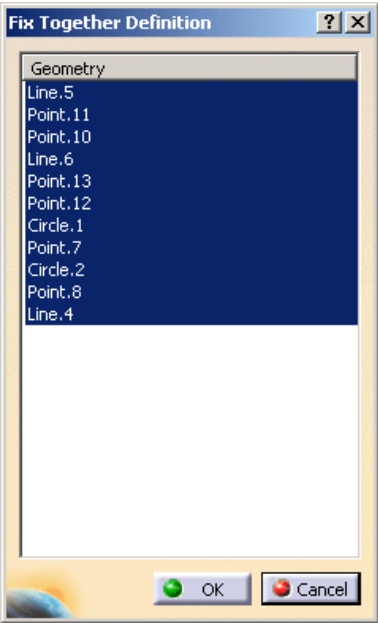 Fix Together Definition
Geometry
Line.5
Point.11
Point.10
Line.6
Point.13
Point.12
Circle.1
Point.7
Circle.2
Point.8
Line.4
OK Cancel